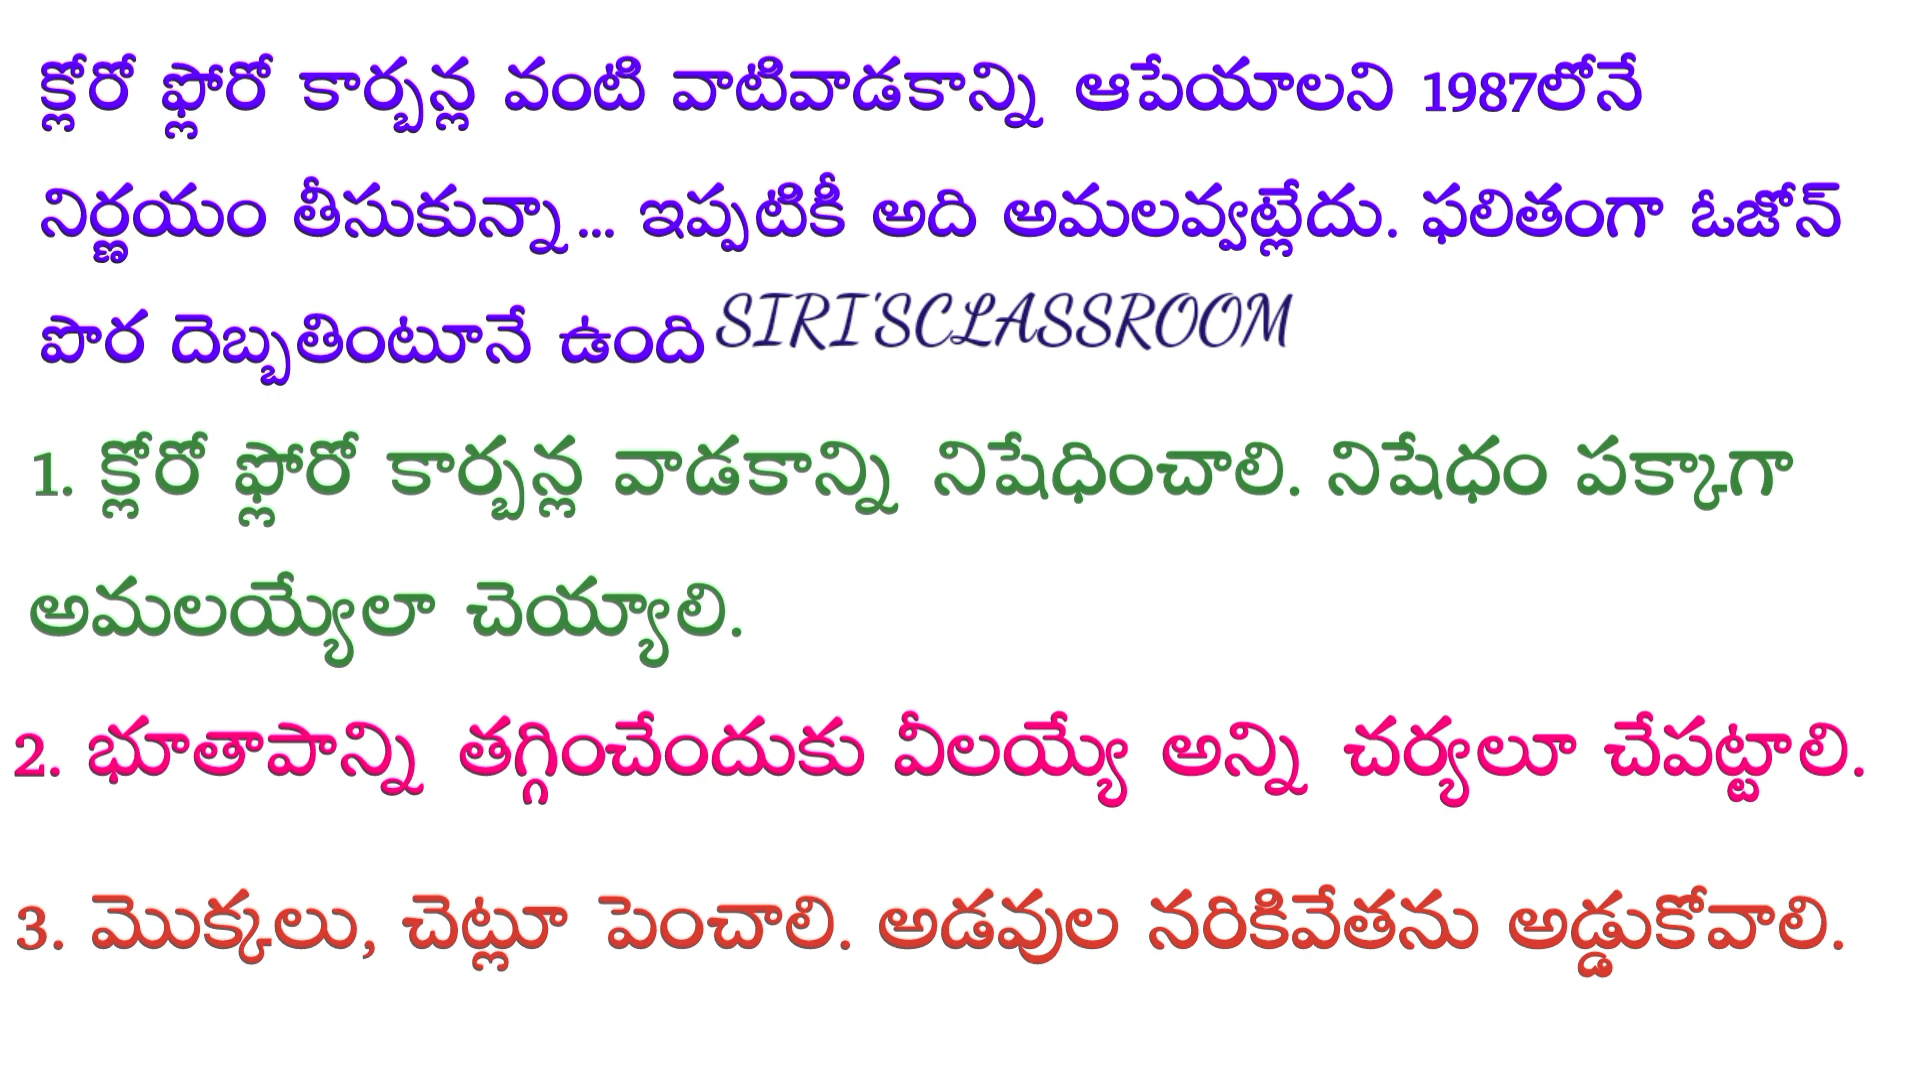 క్లోరో ఫ్లోరో కార్బన్ల వంటి వాటివాడకాన్ని ఆపేయాలని 1987లోనే
నిర్ణయం తీసుకున్నా... ఇప్పటికీ అది అమలవ్వట్లేదు. ఫలితంగా ఓజోన్
పొర దెబ్బతింటూనే ఉంది SIRI'SCLASSROOM
1. క్లోరో ఫ్లోరో కార్బన్ల వాడకాన్ని నిషేధించాలి. నిషేధం పక్కాగా
అమలయ్యేలా చెయ్యాలి.
2. భూతాపాన్ని తగ్గించేందుకు వీలయ్యే అన్ని చర్యలూ చేపట్టాలి.
3. మొక్కలు, చెట్లూ పెంచాలి. అడవుల నరికివేతను అడ్డుకోవాలి.